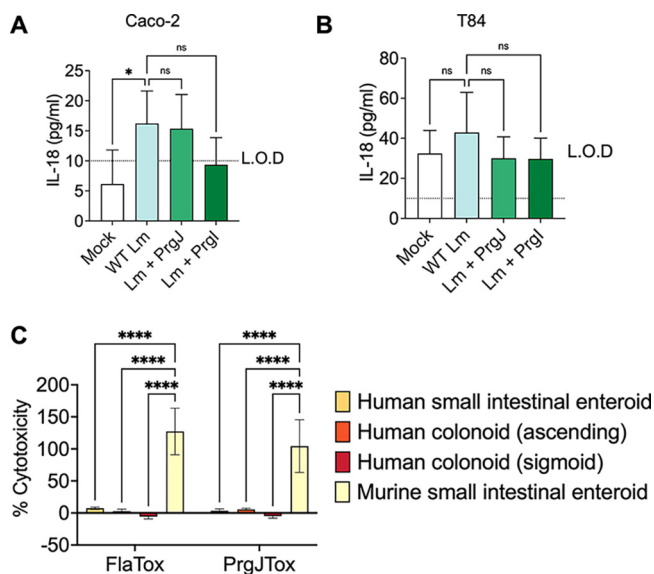 A
Caco-2
ns
* ns
25
20
15
10
5
0
IL-18 (pg/ml)
L.O.D
Mock
WT Lm
Lm + PrgJ
Lm + PrgI
B
T84
ns
ns ns
80
60
40
20
0
IL-18 (pg/ml)
L.O.D
Mock
WT Lm
Lm + PrgJ
Lm + PrgI
C
**** ****
**** ****
**** ****
200
150
100
50
0
-50
% Cytotoxicity
FlaTox PrgJTox
Human small intestinal enteroid
Human colonoid (ascending)
Human colonoid (sigmoid)
Murine small intestinal enteroid